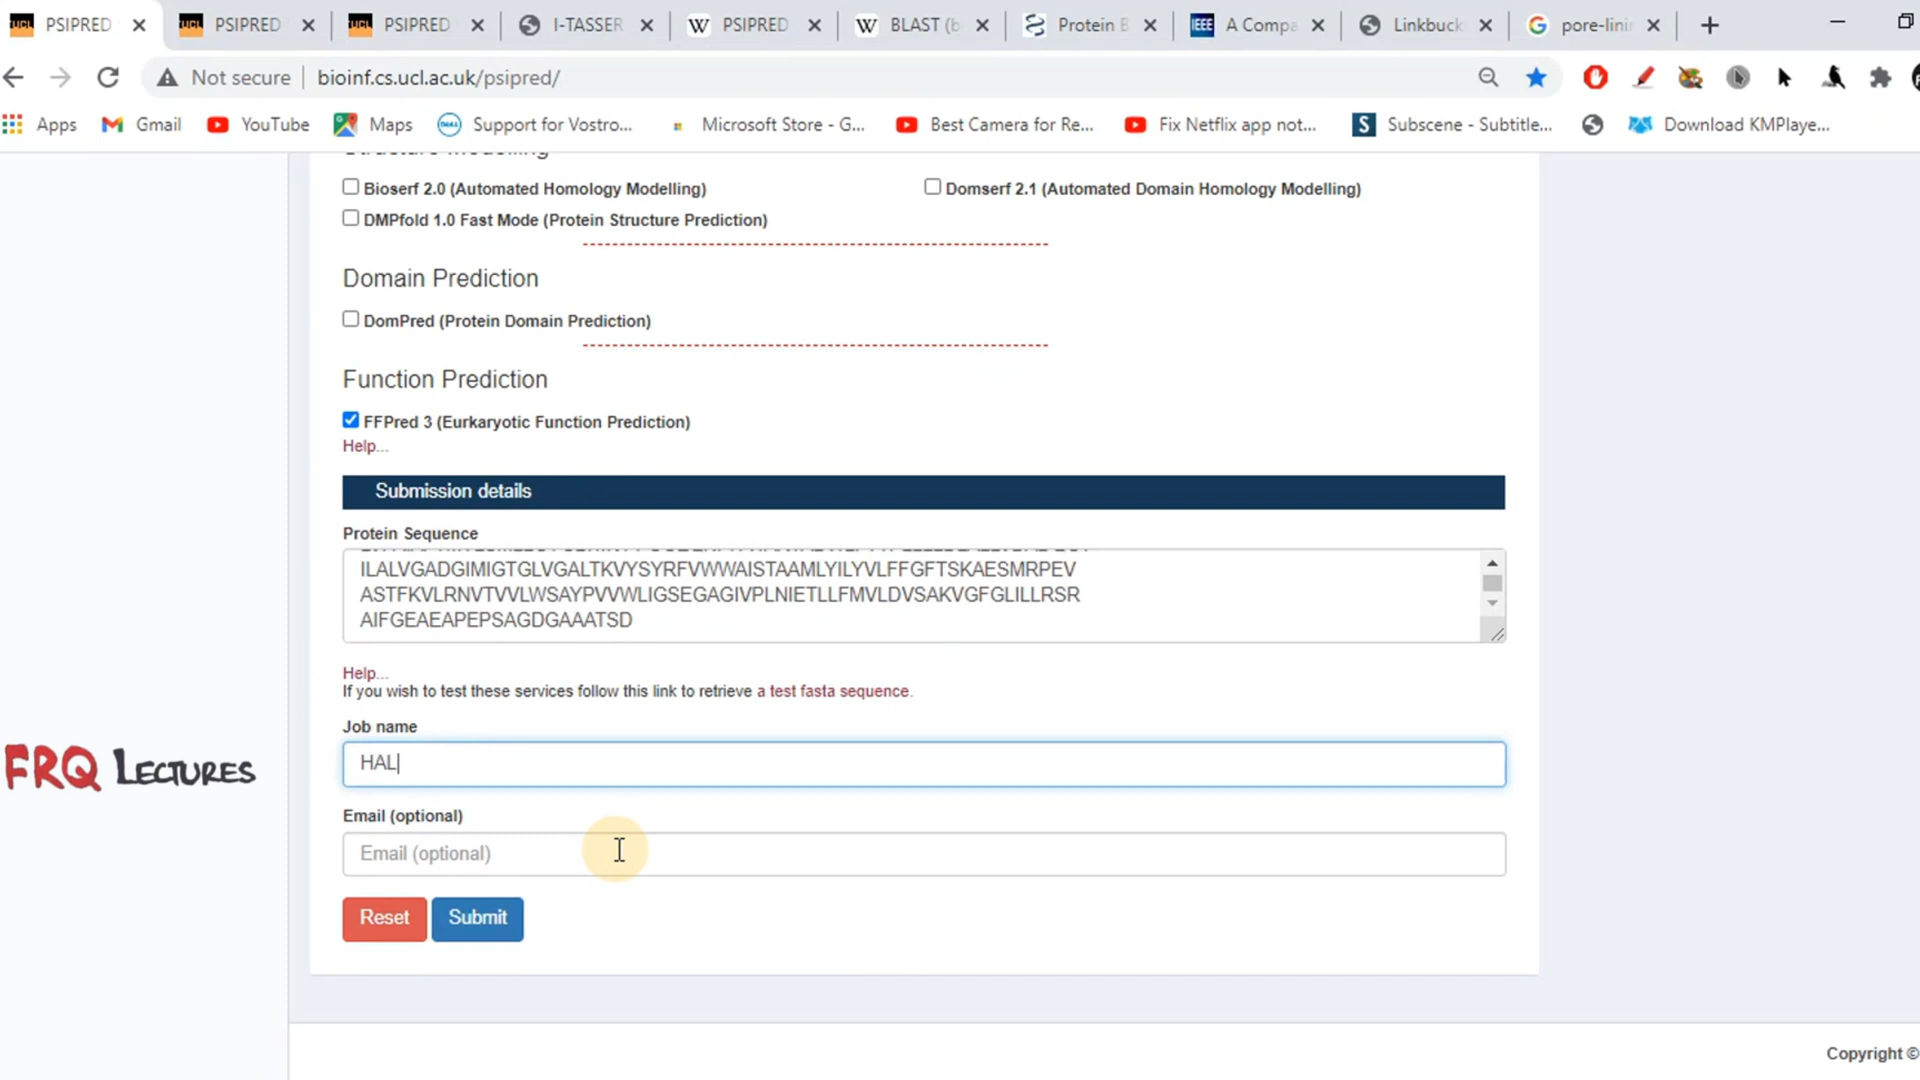 PSIPRED
PSIPRED
PSIPRED
I-TASSER
PSIPRED
BLAST (b
Protein B
A Compa
Linkbuck
pore-linin
Not secure
bioinf.cs.ucl.ac.uk/psipred/
Apps
Gmail
YouTube
Maps
Support for Vostro...
Microsoft Store - G...
Best Camera for Re...
Fix Netflix app not...
Subscene - Subtitle...
Download KMPlaye...
Structure Modelling
Bioserf 2.0 (Automated Homology Modelling)
Domserf 2.1 (Automated Domain Homology Modelling)
DMPfold 1.0 Fast Mode (Protein Structure Prediction)
Domain Prediction
DomPred (Protein Domain Prediction)
Function Prediction
FFPred 3 (Eurkaryotic Function Prediction)
Help...
Submission details
Protein Sequence
ILALVGADGIMIGTGLVGALTKVYSYRFVWWAISTAAMLYILYVLFFGFTSKAESMRPEV
ASTFKVLRNVTVVLWSAYPVVWLIGSEGAGIVPLNIETLLFMVLDVSAKVGFGLILLRSR
AIFGEAEAPEPSAGDGAAATSD
Help...
If you wish to test these services follow this link to retrieve a test fasta sequence.
Job name
HAL
Email (optional)
Email (optional)
Reset
Submit
FRQ LECTURES
Copyright ©